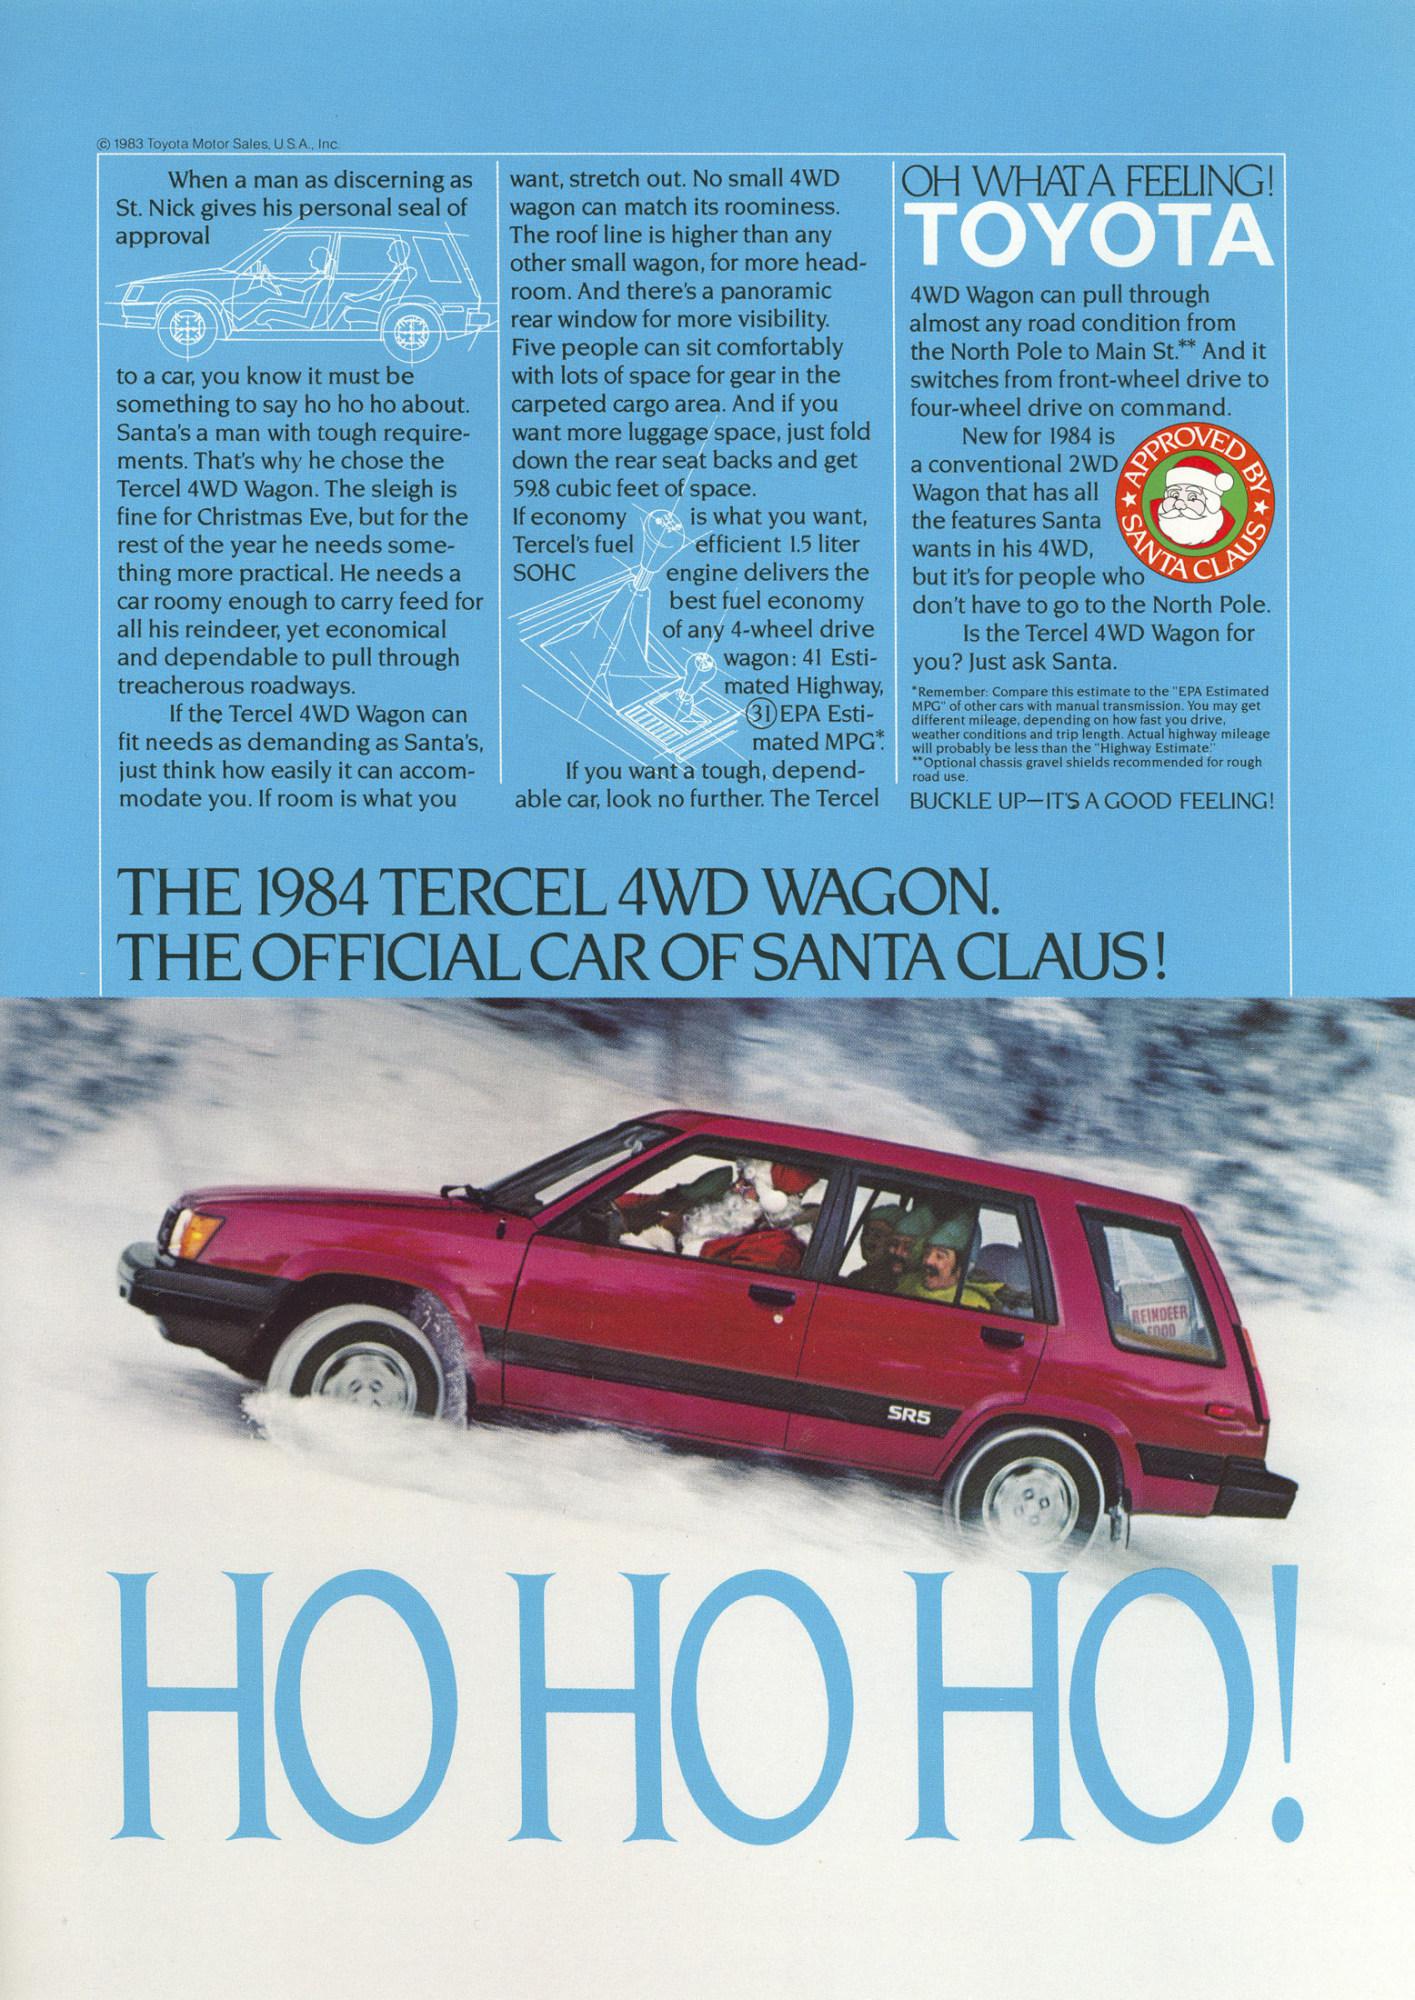 © 1983 Toyota Motor Sales, U.S.A., Inc.
When a man as discerning as
St. Nick gives his personal seal of
approval
to a car, you know it must be
something to say ho ho ho about.
Santa's a man with tough require-
ments. That's why he chose the
Tercel 4WD Wagon. The sleigh is
fine for Christmas Eve, but for the
rest of the year he needs some-
thing more practical. He needs a
car roomy enough to carry feed for
all his reindeer, yet economical
and dependable to pull through
treacherous roadways.
If the Tercel 4WD Wagon can
fit needs as demanding as Santa's,
just think how easily it can accom-
modate you. If room is what you
want, stretch out. No small 4WD
wagon can match its roominess.
The roof line is higher than any
other small wagon, for more head-
room. And there's a panoramic
rear window for more visibility.
Five people can sit comfortably
with lots of space for gear in the
carpeted cargo area. And if you
want more luggage space, just fold
down the rear seat backs and get
59.8 cubic feet of space.
If economy is what you want,
Tercel's fuel efficient 1.5 liter
SOHC engine delivers the
best fuel economy
of any 4-wheel drive
wagon: 41 Esti-
mated Highway,
31 EPA Esti-
mated MPG*.
If you want a tough, depend-
able car, look no further. The Tercel
OH WHAT A FEELING!
TOYOTA
4WD Wagon can pull through
almost any road condition from
the North Pole to Main St.** And it
switches from front-wheel drive to
four-wheel drive on command.
New for 1984 is
a conventional 2WD
Wagon that has all
the features Santa
wants in his 4WD,
but it's for people who
don't have to go to the North Pole.
Is the Tercel 4WD Wagon for
you? Just ask Santa.
APPROVED BY
SANTA CLAUS
*Remember: Compare this estimate to the "EPA Estimated
MPG" of other cars with manual transmission. You may get
different mileage, depending on how fast you drive,
weather conditions and trip length. Actual highway mileage
will probably be less than the "Highway Estimate."
**Optional chassis gravel shields recommended for rough
road use.
BUCKLE UP—IT'S A GOOD FEELING!
THE 1984 TERCEL 4WD WAGON.
THE OFFICIAL CAR OF SANTA CLAUS!
REINDEER
FOOD
SR5
HO HO HO!